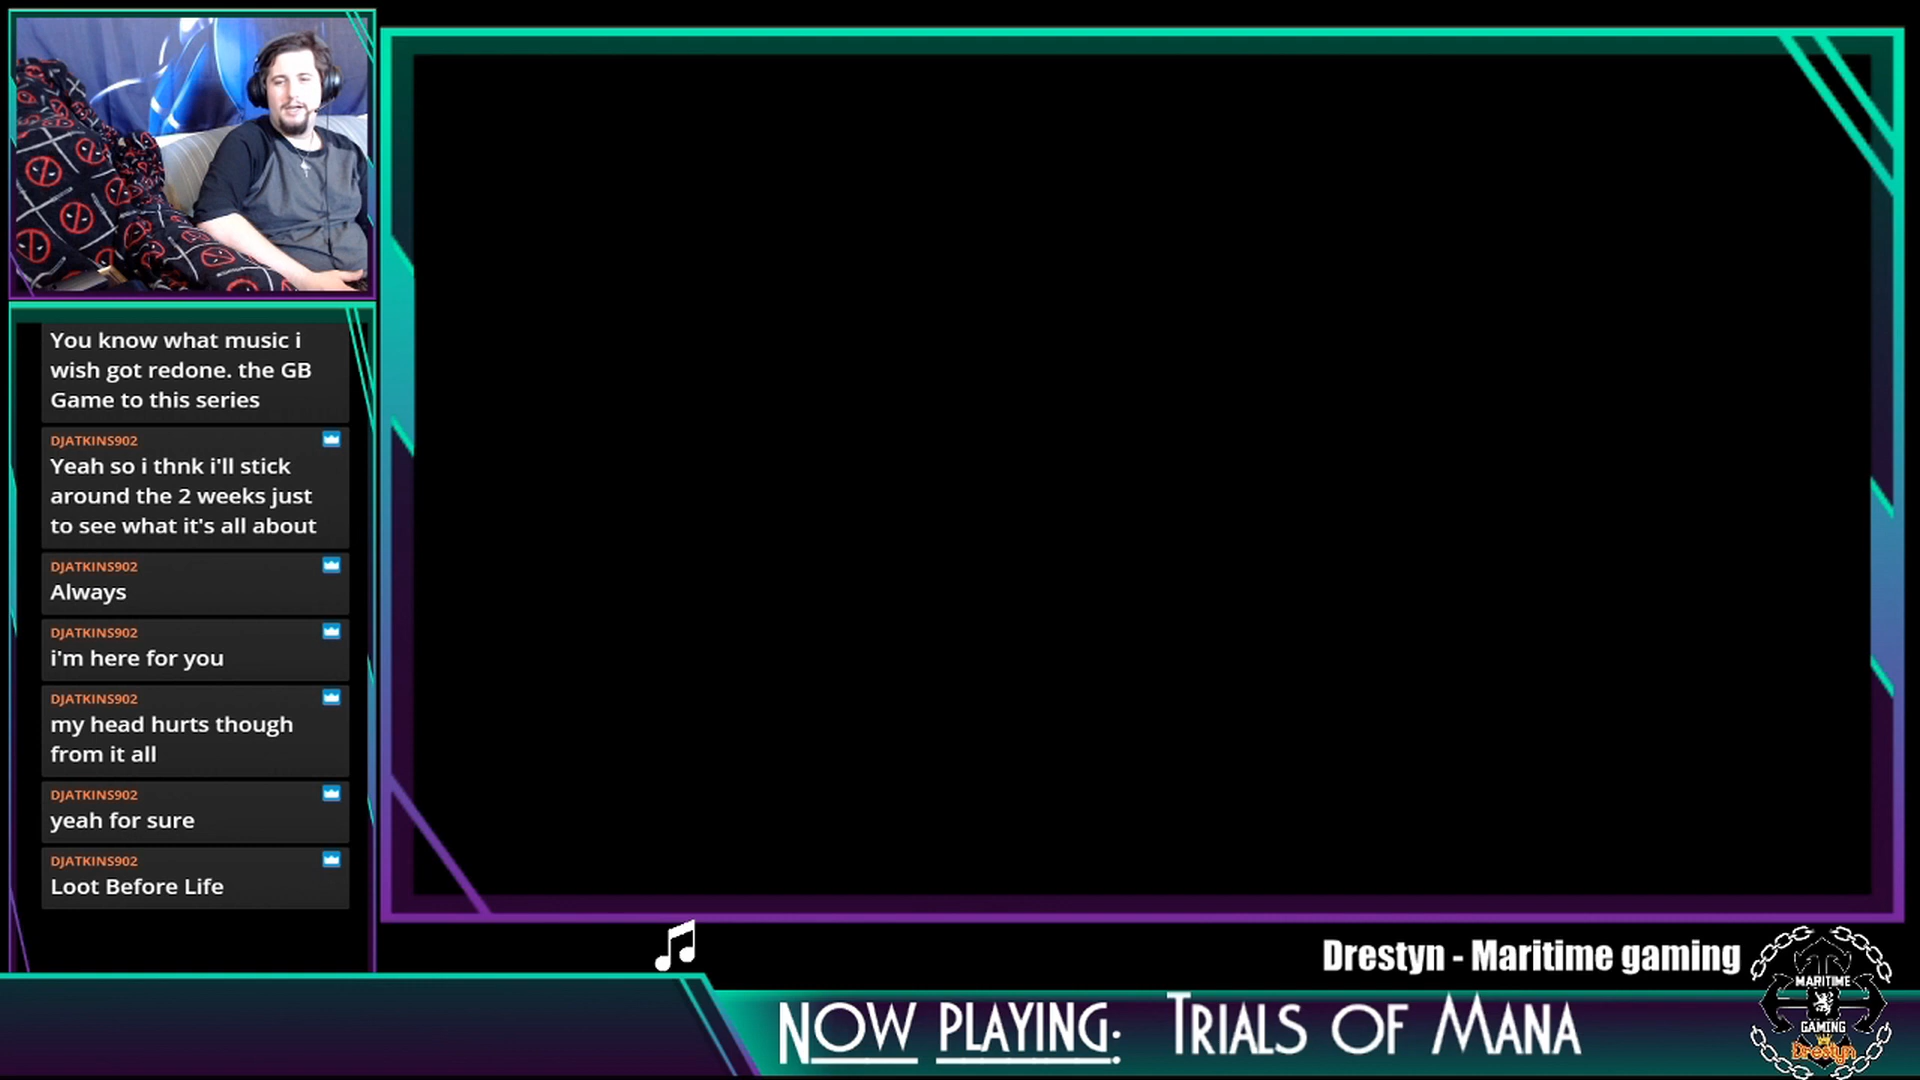 You know what music i
wish got redone. the GB
Game to this series
DJATKINS902
Yeah so i thnk i'll stick
around the 2 weeks just
to see what it's all about
DJATKINS902
Always
DJATKINS902
i'm here for you
DJATKINS902
my head hurts though
from it all
DJATKINS902
yeah for sure
DJATKINS902
Loot Before Life
Drestyn - Maritime gaming
MARITIME
GAMING
Drestyn
NOW PLAYING: TRIALS OF MANA